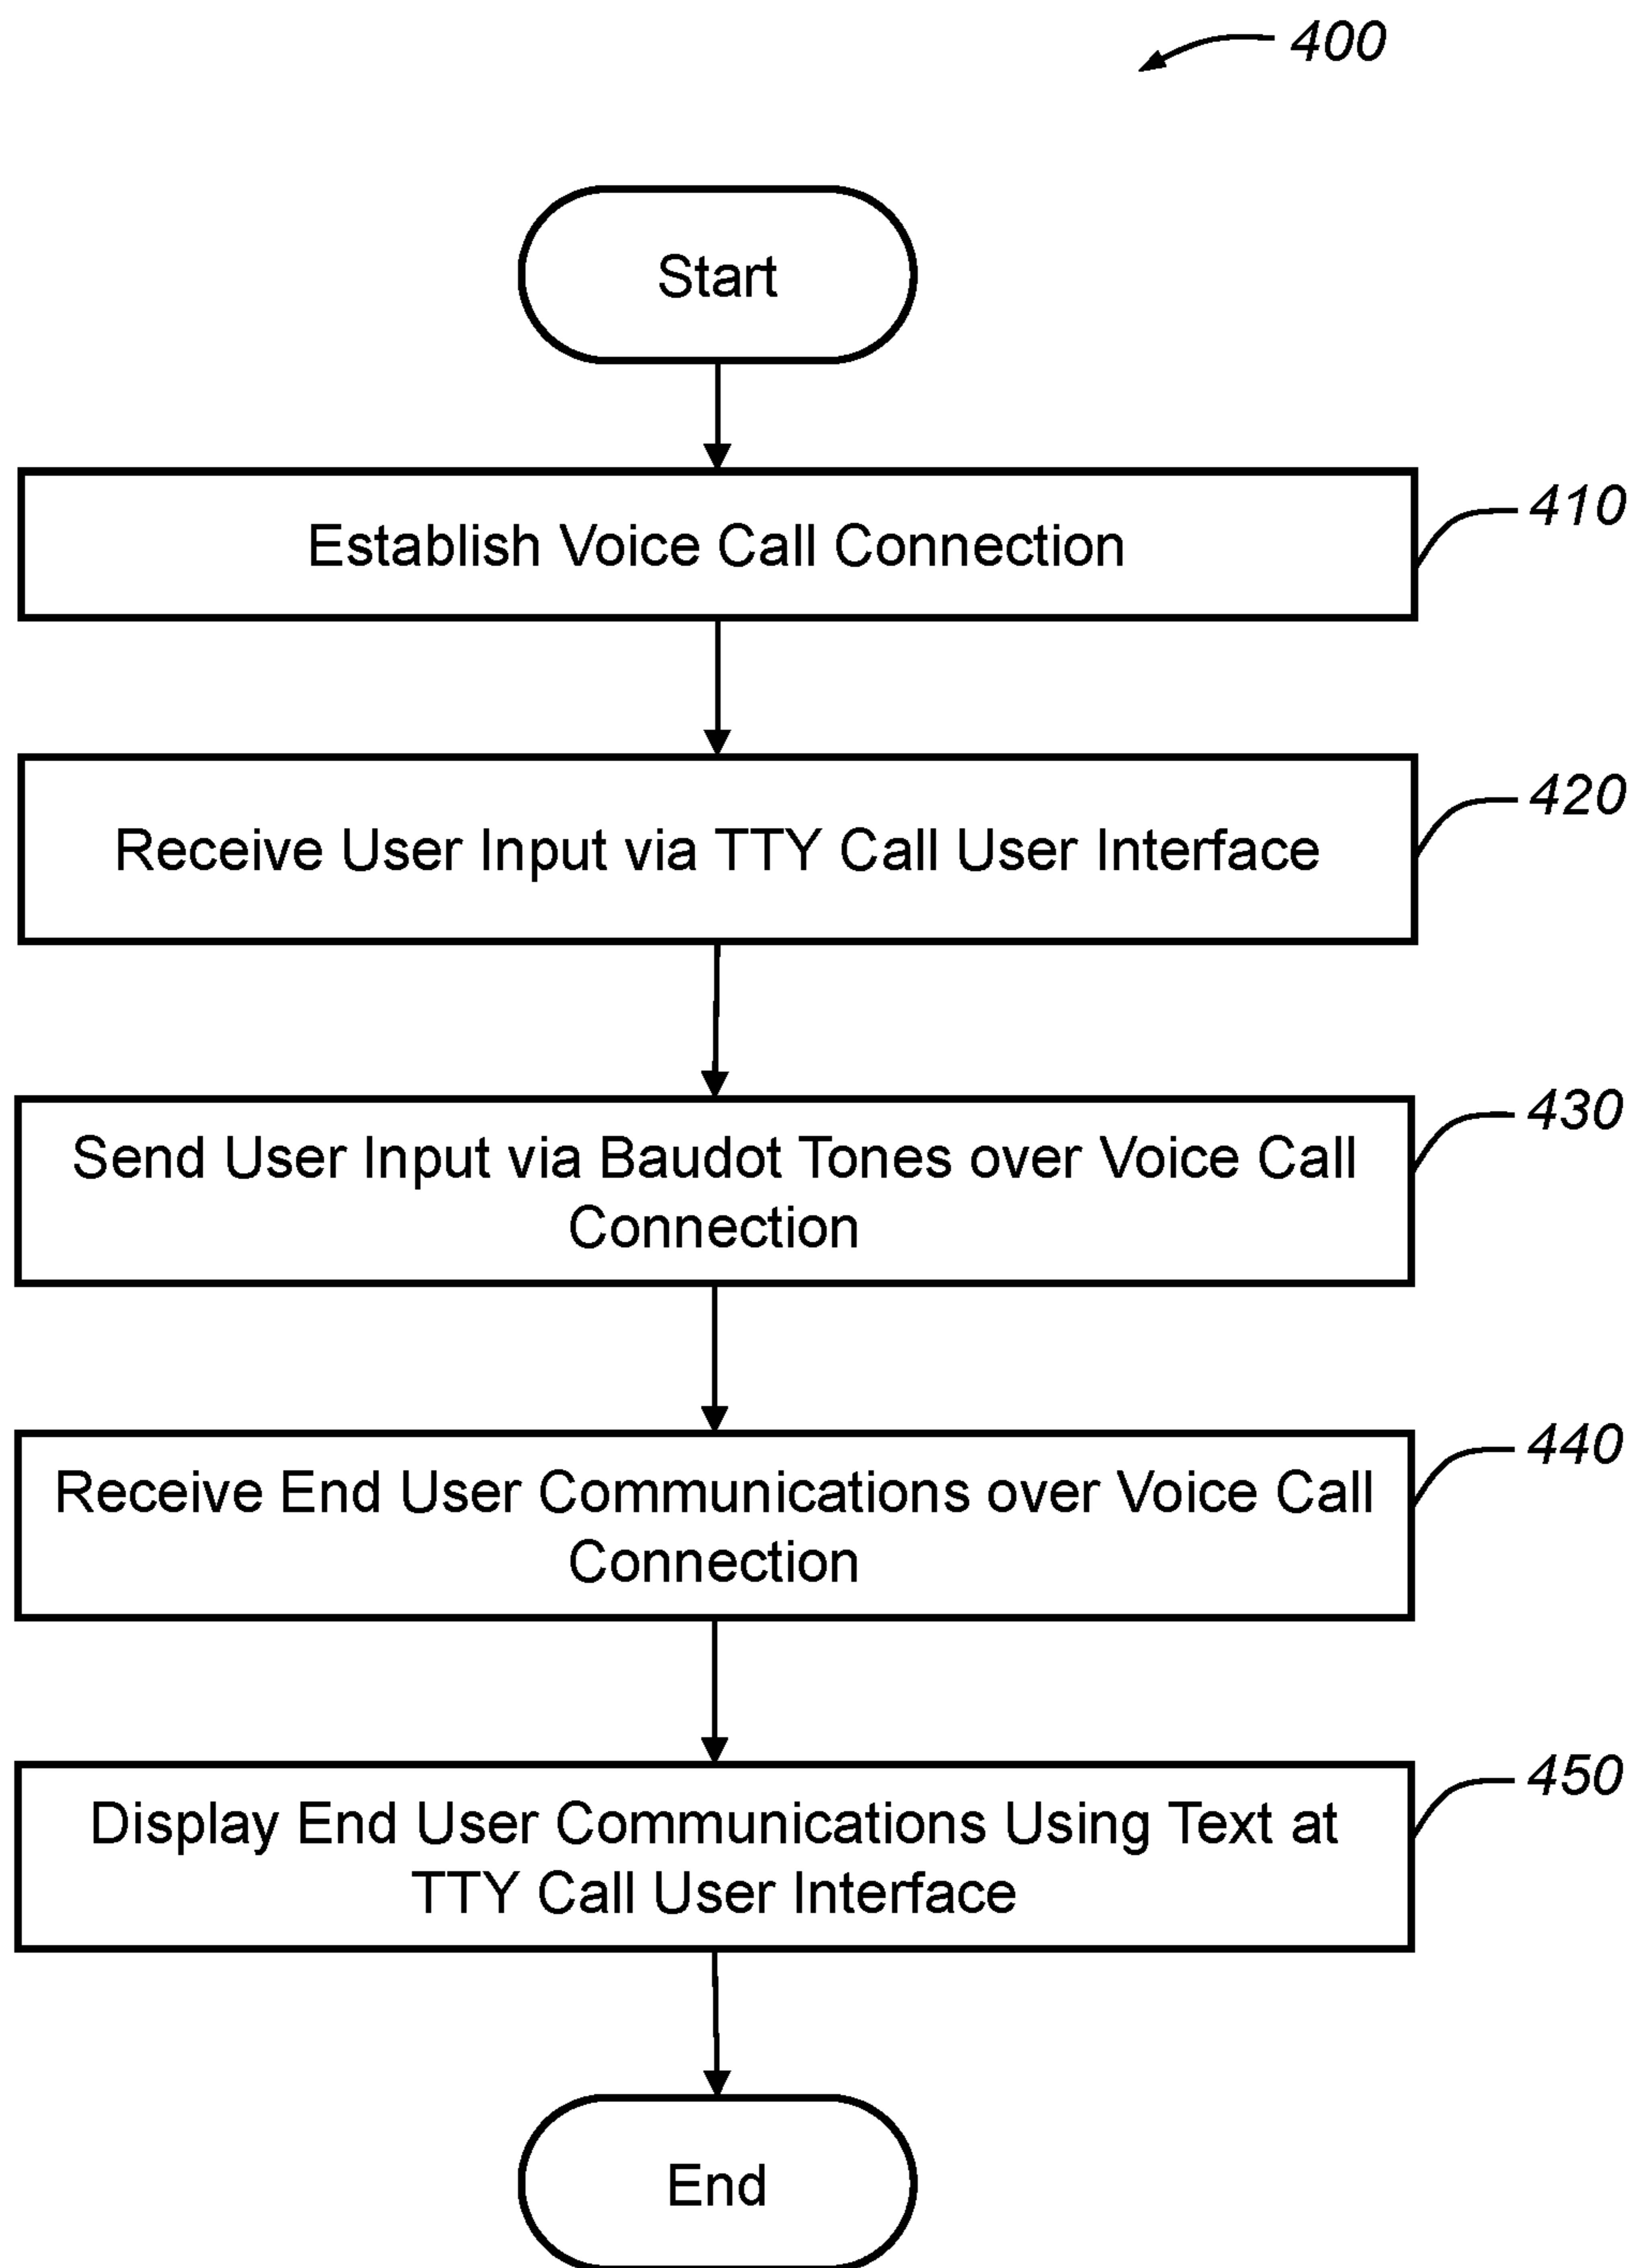 400
Start
Establish Voice Call Connection
410
Receive User Input via TTY Call User Interface
420
Send User Input via Baudot Tones over Voice Call
Connection
430
Receive End User Communications over Voice Call
Connection
440
Display End User Communications Using Text at
TTY Call User Interface
450
End